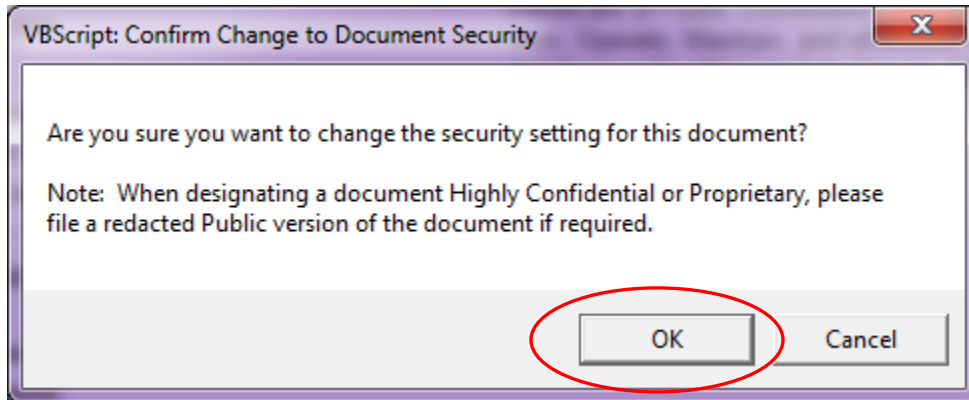 VBScript: Confirm Change to Document Security
Are you sure you want to change the security setting for this document?
Note:  When designating a document Highly Confidential or Proprietary, please
file a redacted Public version of the document if required.
OK
Cancel